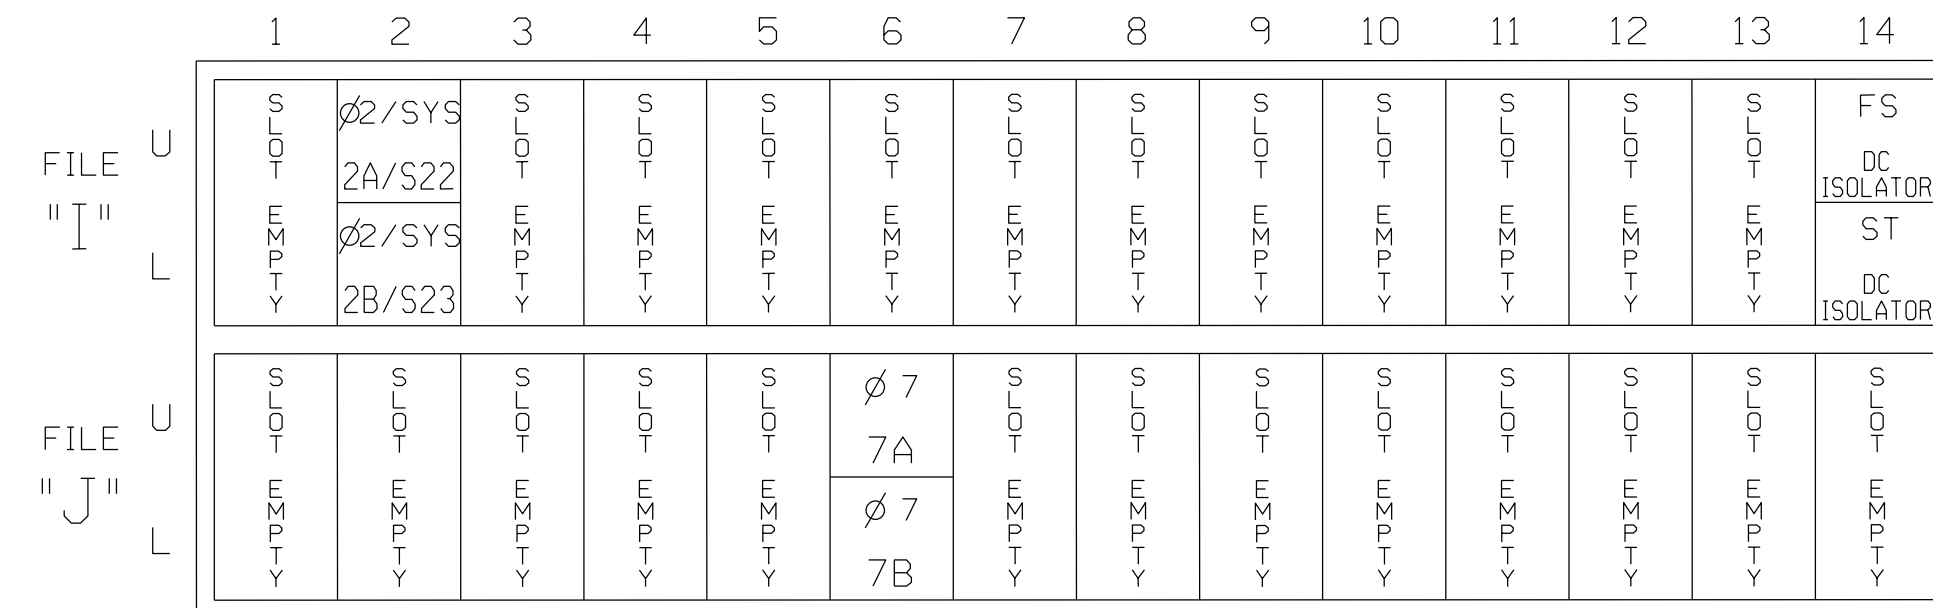 1 2 3 4 5 6 7 8 9 10 11 12 13 14
FILE "I"
U
L
SLOT EMPTY
Ø2/SYS
2A/S22
Ø2/SYS
2B/S23
SLOT EMPTY
SLOT EMPTY
SLOT EMPTY
SLOT EMPTY
SLOT EMPTY
SLOT EMPTY
SLOT EMPTY
SLOT EMPTY
SLOT EMPTY
SLOT EMPTY
SLOT EMPTY
FS
DC
ISOLATOR
ST
DC
ISOLATOR
FILE "J"
U
L
SLOT EMPTY
SLOT EMPTY
SLOT EMPTY
SLOT EMPTY
SLOT EMPTY
Ø 7
7A
Ø 7
7B
SLOT EMPTY
SLOT EMPTY
SLOT EMPTY
SLOT EMPTY
SLOT EMPTY
SLOT EMPTY
SLOT EMPTY
SLOT EMPTY